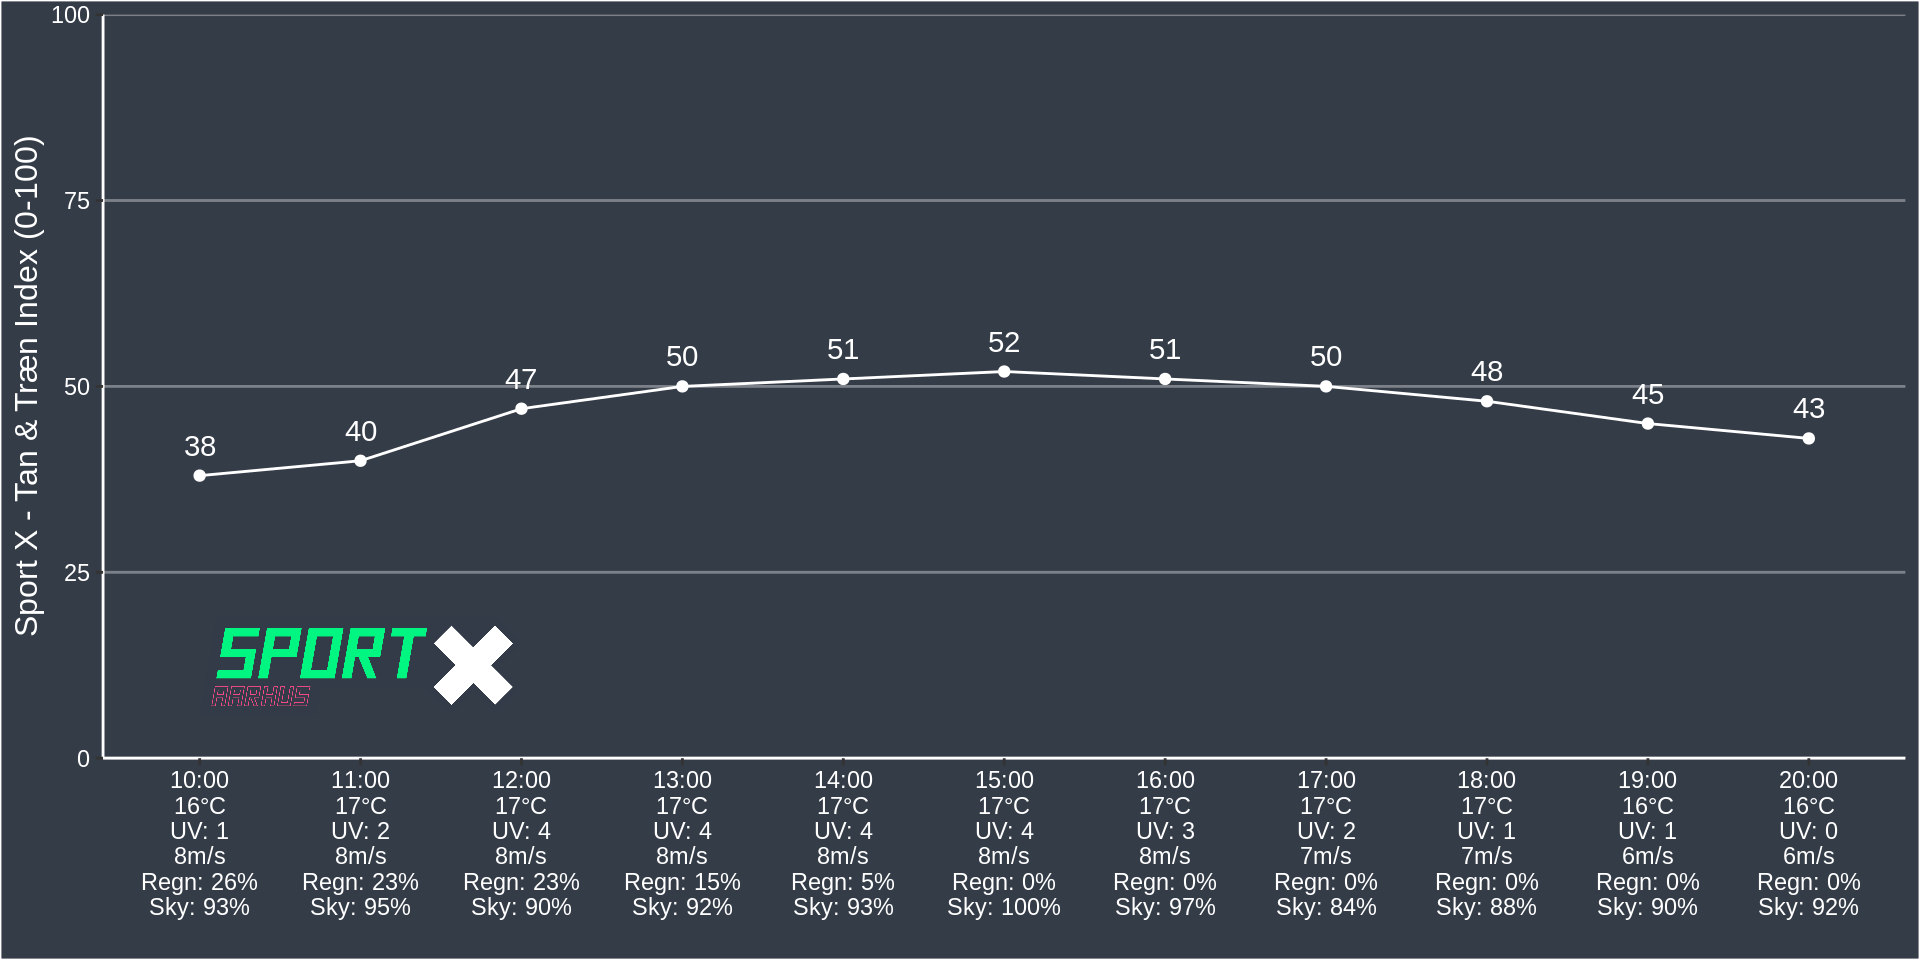 100
75
50
25
0
Sport X - Tan & Træn Index (0-100)
38
40
47
50
51
52
51
50
48
45
43
SPORT X
AARHUS
10:00 11:00 12:00 13:00 14:00 15:00 16:00 17:00 18:00 19:00 20:00
16°C 17°C 17°C 17°C 17°C 17°C 17°C 17°C 17°C 16°C 16°C
UV: 1 UV: 2 UV: 4 UV: 4 UV: 4 UV: 4 UV: 3 UV: 2 UV: 1 UV: 1 UV: 0
8m/s 8m/s 8m/s 8m/s 8m/s 8m/s 8m/s 7m/s 7m/s 6m/s 6m/s
Regn: 26% Regn: 23% Regn: 23% Regn: 15% Regn: 5% Regn: 0% Regn: 0% Regn: 0% Regn: 0% Regn: 0% Regn: 0%
Sky: 93% Sky: 95% Sky: 90% Sky: 92% Sky: 93% Sky: 100% Sky: 97% Sky: 84% Sky: 88% Sky: 90% Sky: 92%